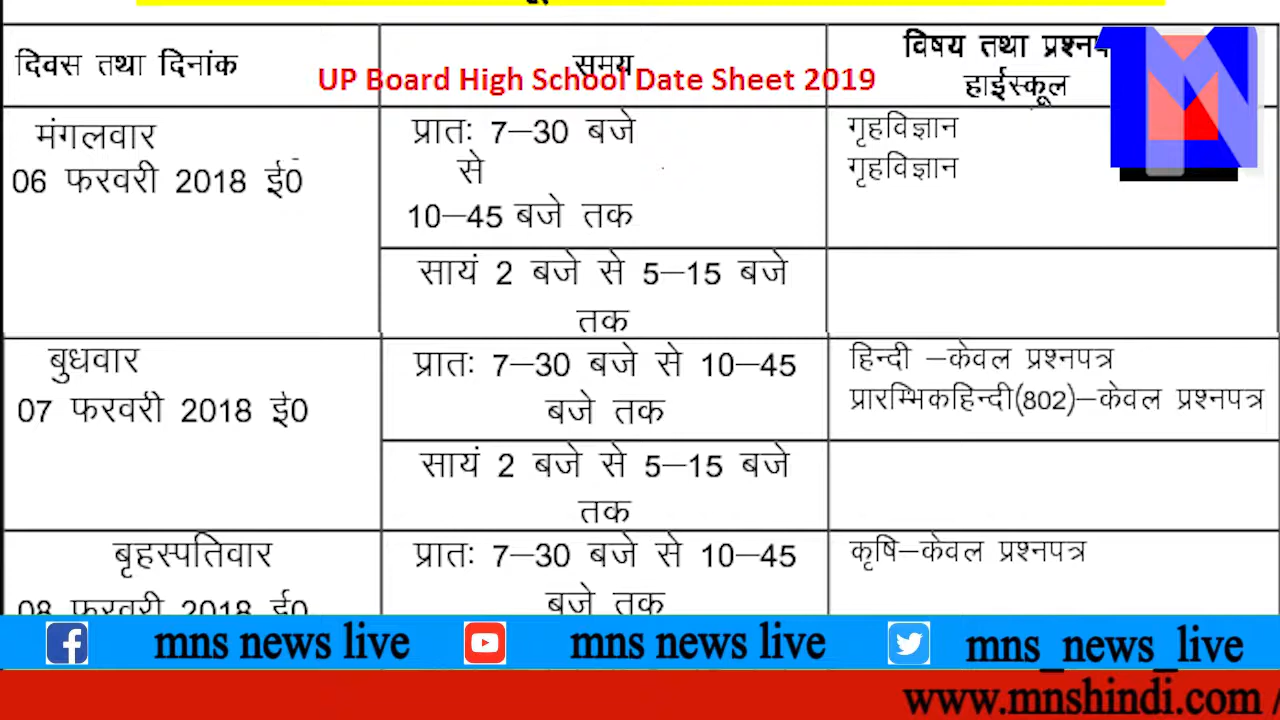 दिवस तथा दिनांक
समय
विषय तथा
हाईस्कूल
UP Board High School Date Sheet 2019
मंगलवार
06 फरवरी 2018 ई0
प्रातः 7–30 बजे
से
10–45 बजे तक
गृहविज्ञान
गृहविज्ञान
सायं 2 बजे से 5–15 बजे
तक
बुधवार
07 फरवरी 2018 ई0
प्रातः 7–30 बजे से 10–45
बजे तक
हिन्दी –केवल प्रश्नपत्र
प्रारम्भिकहिन्दी(802)–केवल प्रश्नपत्र
सायं 2 बजे से 5–15 बजे
तक
बृहस्पतिवार
08 फरवरी 2018 ई0
प्रातः 7–30 बजे से 10–45
बजे तक
कृषि–केवल प्रश्नपत्र
mns news live
mns news live
mns_news_live
www.mnshindi.com /